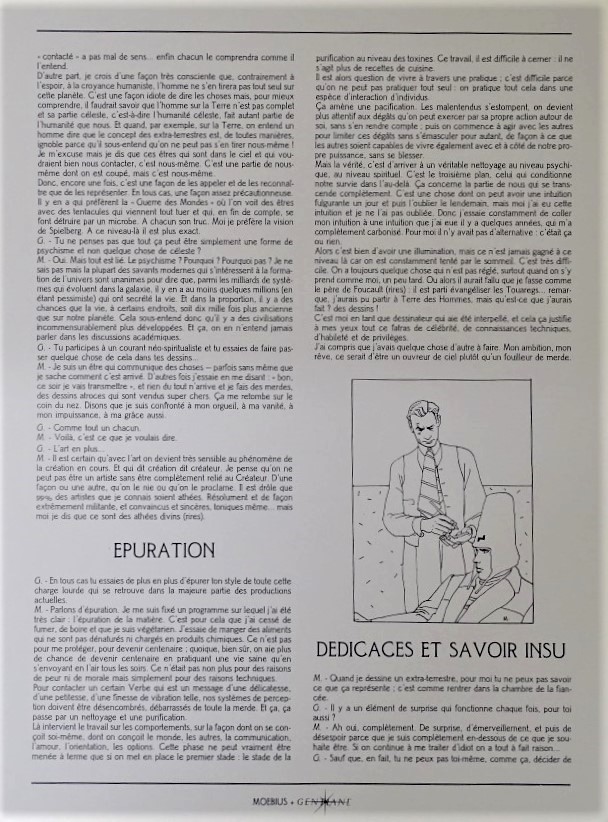 « contacté » a pas mal de sens... enfin chacun le comprendra comme il
l'entend.
D'autre part, je crois d'une façon très consciente que, contrairement à
l'espoir, à la croyance humaniste, l'homme ne s'en tirera pas tout seul sur
cette planète. C'est une façon idiote de dire les choses mais, pour mieux
comprendre, il faudrait savoir que l'homme sur la Terre n'est pas complet
et sa partie céleste, c'est-à-dire l'humanité céleste, fait autant partie de
l'humanité que nous. Et quand, par exemple, sur la Terre, on entend un
homme dire que le concept des extra-terrestres est, de toutes manières,
ignoble parce qu'il sous-entend qu'on ne peut pas s'en tirer nous-même !
Je m'excuse mais je dis que ces êtres qui sont dans le ciel et qui vou-
draient bien nous contacter, c'est nous-même. C'est une partie de nous-
même dont on est coupé, mais c'est nous-même.
Donc, encore une fois, c'est une façon de les appeler et de les reconnaî-
tre que de les représenter. En tous cas, une façon assez précautionneuse.
Il y en a qui préfèrent la « Guerre des Mondes » où l'on voit des êtres
avec des tentacules qui viennent tout tuer et qui, en fin de compte, se
font détruire par un microbe. A chacun son truc. Moi je préfère la vision
de Spielberg. A ce niveau-là il est plus exact.
G. - Tu ne penses pas que tout ça peut être simplement une forme de
psychisme et non quelque chose de céleste ?
M. - Oui. Mais tout est lié. Le psychisme ? Pourquoi ? Pourquoi pas ? Je ne
sais pas mais la plupart des savants modernes qui s'intéressent à la forma-
tion de l'univers sont unanimes pour dire que, parmi les milliards de systè-
mes qui évoluent dans la galaxie, il y en a au moins quelques millions (en
étant pessimiste) qui ont secrété la vie. Et dans la proportion, il y a des
chances que la vie, à certains endroits, soit dix mille fois plus ancienne
que sur notre planète. Cela sous-entend donc qu'il y a des civilisations
incommensurablement plus développées. Et ça, on en n'entend jamais
parler dans les discussions académiques.
G. - Tu participes à un courant néo-spiritualiste et tu essaies de faire pas-
ser quelque chose de cela dans tes dessins...
M. - Je suis un être qui communique des choses — parfois sans même que
je sache comment c'est arrivé. D'autres fois j'essaie en me disant : « bon,
ce soir je vais transmettre », et rien du tout n'arrive et je fais des merdes,
des dessins atroces qui sont vendus super chers. Ça me retombe sur le
coin du nez. Disons que je suis confronté à mon orgueil, à ma vanité, à
mon impuissance, à ma grâce aussi.
G. - Comme tout un chacun.
M. - Voilà, c'est ce que je voulais dire.
G. - L'art en plus...
M. - Il est certain qu'avec l'art on devient très sensible au phénomène de
la création en cours. Et qui dit création dit créateur. Je pense qu'on ne
peut pas être un artiste sans être complètement relié au Créateur. D'une
façon ou une autre, qu'on le nie ou qu'on le proclame. Il est drôle que
99% des artistes que je connais soient athées. Résolument et de façon
extrêmement militante, et convaincus et sincères, toniques même... mais
moi je dis que ce sont des athées divins (rires).
EPURATION
G. - En tous cas tu essaies de plus en plus d'épurer ton style de toute cette
charge lourde qui se retrouve dans la majeure partie des productions
actuelles.
M. - Parlons d'épuration. Je me suis fixé un programme sur lequel j'ai été
très clair : l'épuration de la matière. C'est pour cela que j'ai cessé de
fumer, de boire et que je suis végétarien. J'essaie de manger des aliments
qui ne sont pas dénaturés ni chargés en produits chimiques. Ce n'est pas
pour me protéger, pour devenir centenaire ; quoique, bien sûr, on aie plus
de chance de devenir centenaire en pratiquant une vie saine qu'en
s'envoyant en l'air tous les soirs. Ce n'était pas non plus pour des raisons
de peur ni de morale mais simplement pour des raisons techniques.
Pour contacter un certain Verbe qui est un message d'une délicatesse,
d'une petitesse, d'une finesse de vibration telle, nos systèmes de percep-
tion doivent être désencombrés, débarrassés de toute la merde. Et ça, ça
passe par un nettoyage et une purification.
Là intervient le travail sur les comportements, sur la façon dont on se con-
çoit soi-même, dont on conçoit le monde, les autres, la communication,
l'amour, l'orientation, les options. Cette phase ne peut vraiment être
menée à terme que si on met en place le premier stade : le stade de la
purification au niveau des toxines. Ce travail, il est difficile à cerner : il ne
s'agit plus de recettes de cuisine.
Il est alors question de vivre à travers une pratique ; c'est difficile parce
qu'on ne peut pas pratiquer tout seul : on pratique tout cela dans une
espèce d'interaction d'individus.
Ça amène une pacification. Les malentendus s'estompent, on devient
plus attentif aux dégâts qu'on peut exercer par sa propre action autour de
soi, sans s'en rendre compte ; puis on commence à agir avec les autres
pour limiter ces dégâts sans s'émasculer pour autant, de façon à ce que
les autres soient capables de vivre également avec et à côté de notre pro-
pre puissance, sans se blesser.
Mais la vérité, c'est d'arriver à un véritable nettoyage au niveau psychi-
que, au niveau spirituel. C'est le troisième plan, celui qui conditionne
notre survie dans l'au-delà. Ça concerne la partie de nous qui se trans-
cende complètement. C'est une chose dont on peut avoir une intuition
fulgurante un jour et puis l'oublier le lendemain, mais moi j'ai eu cette
intuition et je ne l'ai pas oubliée. Donc j'essaie constamment de coller
mon intuition à une intuition que j'ai eue il y a quelques années, qui m'a
complètement carbonisé. Pour moi il n'y avait pas d'alternative : c'était ça
ou rien.
Alors c'est bien d'avoir une illumination, mais ce n'est jamais gagné à ce
niveau là car on est constamment tenté par le sommeil. C'est très diffi-
cile. On a toujours quelque chose qui n'est pas réglé, surtout quand on s'y
prend comme moi, un peu tard. Ou alors il aurait fallu que je fasse comme
le père de Foucault (rires) : il est parti évangéliser les Touaregs... remar-
que, j'aurais pu partir à Terre des Hommes, mais qu'est-ce que j'aurais
fait ? des dessins !
C'est moi en tant que dessinateur qui aie été interpellé, et cela ça justifie
à mes yeux tout ce fatras de célébrité, de connaissances techniques,
d'habileté et de privilèges.
J'ai compris que j'avais quelque chose d'autre à faire. Mon ambition, mon
rêve, ce serait d'être un ouvreur de ciel plutôt qu'un fouilleur de merde.
DEDICACES ET SAVOIR INSU
M. - Quand je dessine un extra-terrestre, pour moi tu ne peux pas savoir
ce que ça représente ; c'est comme rentrer dans la chambre de la fian-
cée.
G. - Il y a un élément de surprise qui fonctionne chaque fois, pour toi
aussi ?
M. - Ah oui, complètement. De surprise, d'émerveillement, et puis de
désespoir parce que je suis complètement en-dessous de ce que je sou-
haite être. Si on continue à me traiter d'idiot on a tout à fait raison...
G. - Sauf que, en fait, tu ne peux pas toi-même, comme ça, décider de
MOEBIUS •